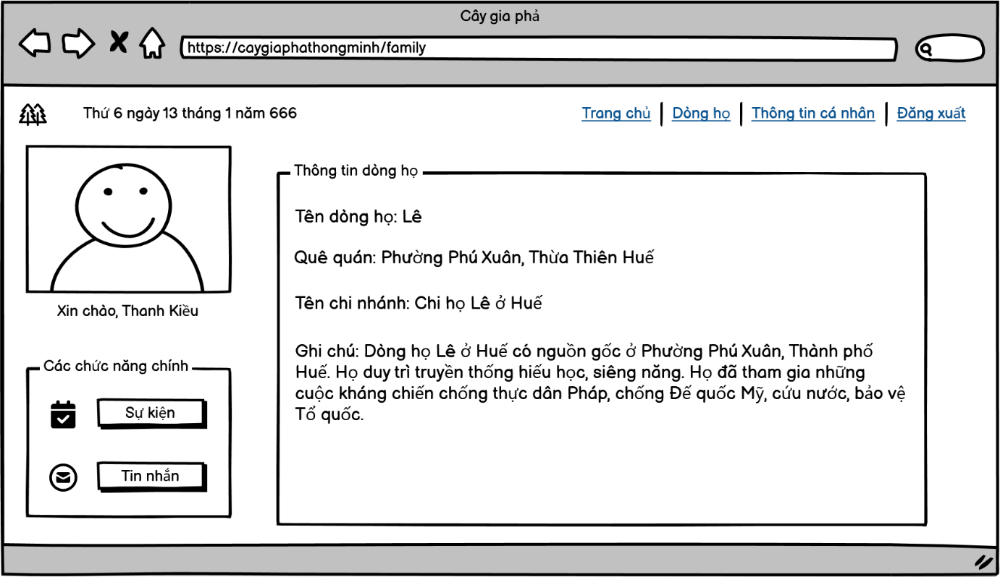 Cây gia phả
https://caygiaphathongminh/family
Thứ 6 ngày 13 tháng 1 năm 666
Trang chủ
Dòng họ
Thông tin cá nhân
Đăng xuất
Xin chào, Thanh Kiều
Các chức năng chính
Sự kiện
Tin nhắn
Thông tin dòng họ
Tên dòng họ: Lê
Quê quán: Phường Phú Xuân, Thừa Thiên Huế
Tên chi nhánh: Chi họ Lê ở Huế
Ghi chú: Dòng họ Lê ở Huế có nguồn gốc ở Phường Phú Xuân, Thành phố
Huế. Họ duy trì truyền thống hiếu học, siêng năng. Họ đã tham gia những
cuộc kháng chiến chống thực dân Pháp, chống Đế quốc Mỹ, cứu nước, bảo vệ
Tổ quốc.